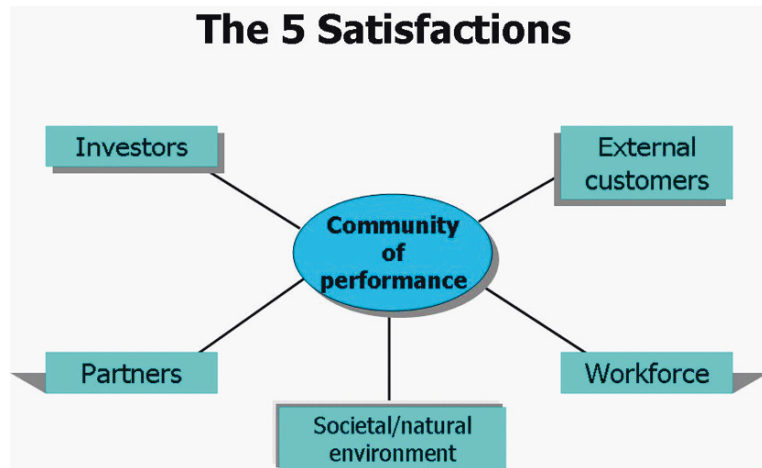 The 5 Satisfactions
Investors
External
customers
Community
of
performance
Partners
Workforce
Societal/natural
environment